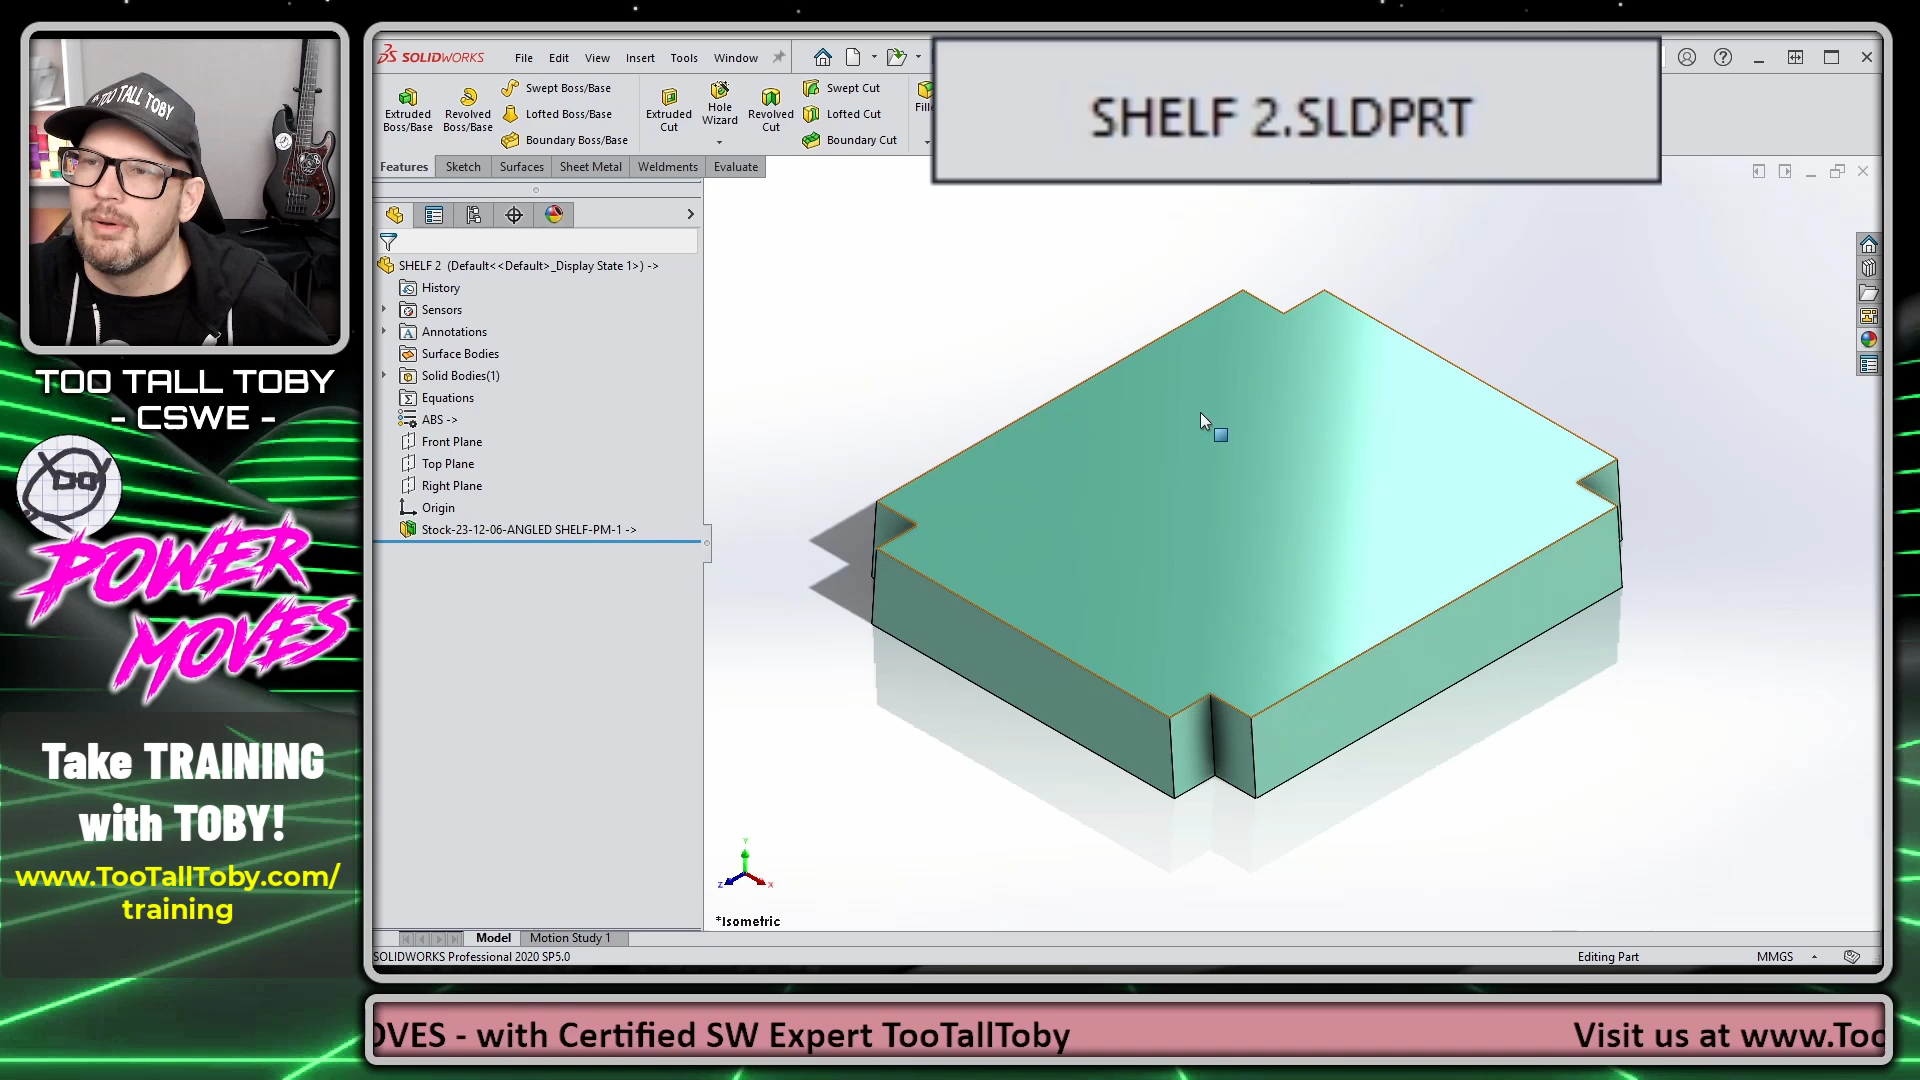 TOO TALL TOBY
TOO TALL TOBY
- CSWE -
POWER
MOVES
Take TRAINING
with TOBY!
www.TooTallToby.com/
training
SOLIDWORKS
File Edit View Insert Tools Window
SHELF 2.SLDPRT
Extruded
Boss/Base
Revolved
Boss/Base
Swept Boss/Base
Lofted Boss/Base
Boundary Boss/Base
Extruded
Cut
Hole
Wizard
Revolved
Cut
Swept Cut
Lofted Cut
Boundary Cut
Fille
Features Sketch Surfaces Sheet Metal Weldments Evaluate
SHELF 2 (Default<<Default>_Display State 1>) ->
History
Sensors
Annotations
Surface Bodies
Solid Bodies(1)
Equations
ABS ->
Front Plane
Top Plane
Right Plane
Origin
Stock-23-12-06-ANGLED SHELF-PM-1 ->
Y
Z
X
*Isometric
Model Motion Study 1
SOLIDWORKS Professional 2020 SP5.0
Editing Part
MMGS
OVES - with Certified SW Expert TooTallToby
Visit us at www.Too